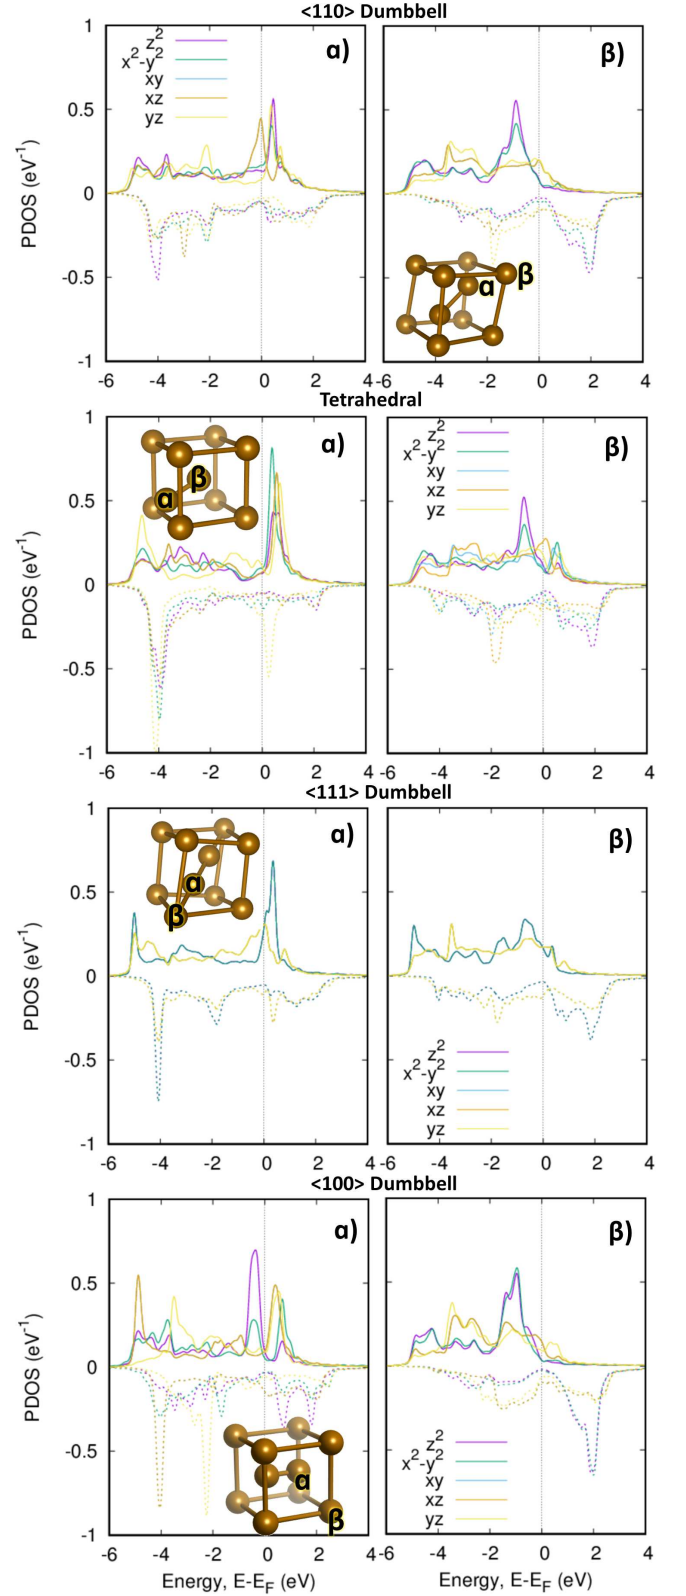 <110> Dumbbell
α)
β)
z²
x²-y²
xy
xz
yz
1
0.5
0
-0.5
-1
PDOS (eV⁻¹)
α
β
-6
-4
-2
0
2
4
-6
-4
-2
0
2
4
Tetrahedral
α)
β)
z²
x²-y²
xy
xz
yz
β
α
1
0.5
0
-0.5
-1
PDOS (eV⁻¹)
-6
-4
-2
0
2
4
-6
-4
-2
0
2
4
<111> Dumbbell
α)
β)
α
β
1
0.5
0
-0.5
-1
PDOS (eV⁻¹)
z²
x²-y²
xy
xz
yz
-6
-4
-2
0
2
4
-6
-4
-2
0
2
4
<100> Dumbbell
α)
β)
1
0.5
0
-0.5
-1
PDOS (eV⁻¹)
α
β
z²
x²-y²
xy
xz
yz
-6
-4
-2
0
2
4
-6
-4
-2
0
2
4
Energy, E-E_F (eV)
Energy, E-E_F (eV)